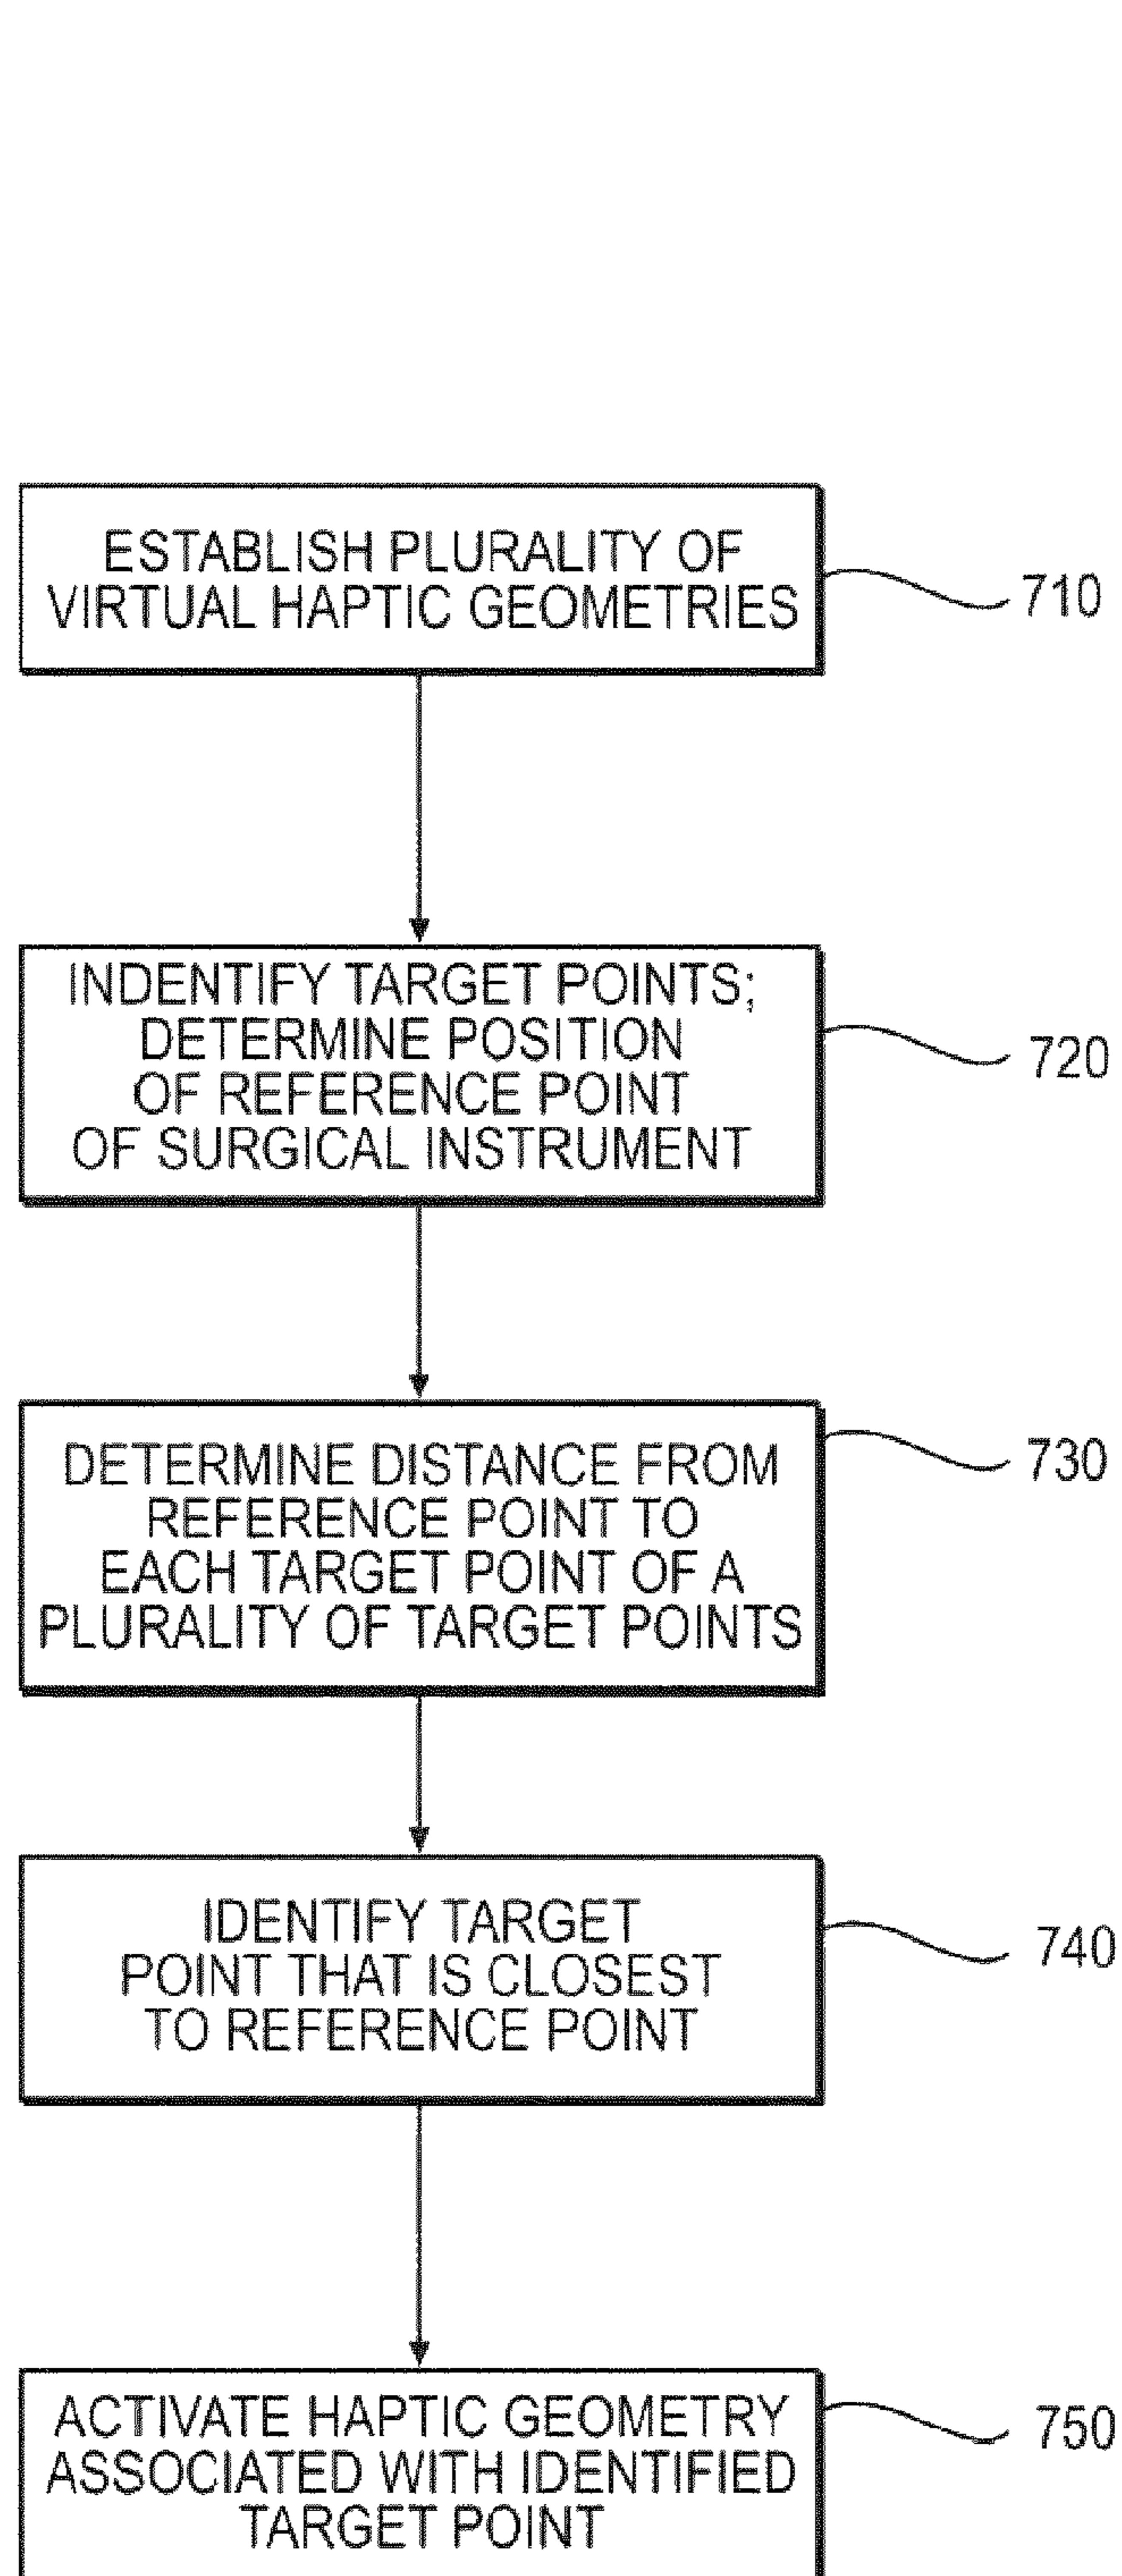 ESTABLISH PLURALITY OF
VIRTUAL HAPTIC GEOMETRIES
710
INDENTIFY TARGET POINTS;
DETERMINE POSITION
OF REFERENCE POINT
OF SURGICAL INSTRUMENT
720
DETERMINE DISTANCE FROM
REFERENCE POINT TO
EACH TARGET POINT OF A
PLURALITY OF TARGET POINTS
730
IDENTIFY TARGET
POINT THAT IS CLOSEST
TO REFERENCE POINT
740
ACTIVATE HAPTIC GEOMETRY
ASSOCIATED WITH IDENTIFIED
TARGET POINT
750